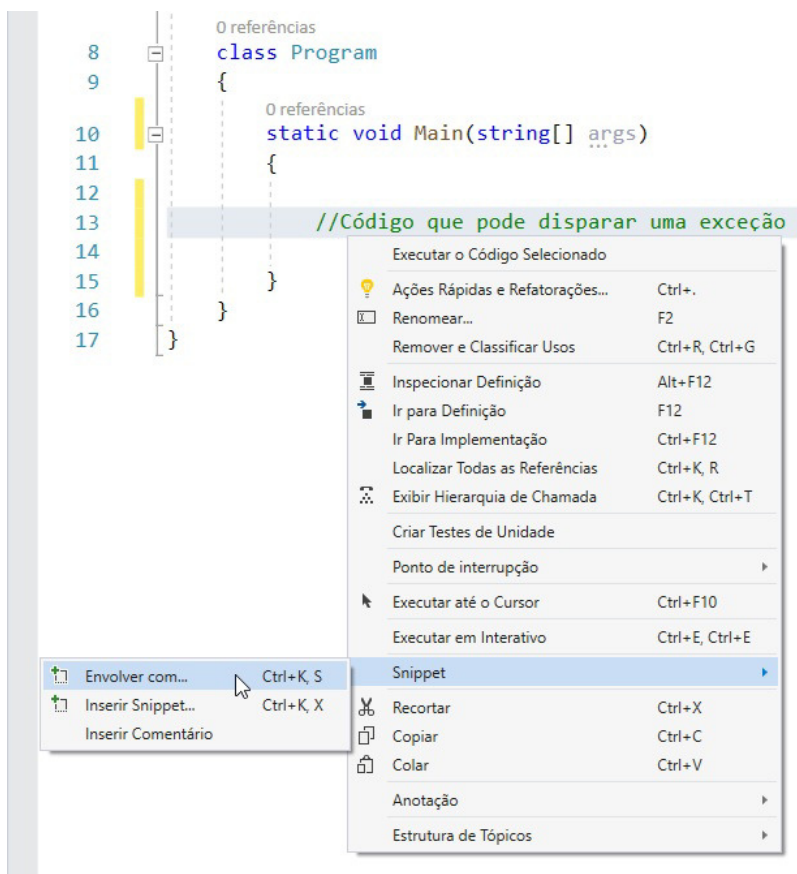 0 referências
8 class Program
9 {
0 referências
10 static void Main(string[] args)
11 {
12
13 //Código que pode disparar uma exceção
14
15 }
16 }
17 }
Executar o Código Selecionado
Ações Rápidas e Refatorações... Ctrl+.
Renomear... F2
Remover e Classificar Usos Ctrl+R, Ctrl+G
Inspecionar Definição Alt+F12
Ir para Definição F12
Ir Para Implementação Ctrl+F12
Localizar Todas as Referências Ctrl+K, R
Exibir Hierarquia de Chamada Ctrl+K, Ctrl+T
Criar Testes de Unidade
Ponto de interrupção
Executar até o Cursor Ctrl+F10
Executar em Interativo Ctrl+E, Ctrl+E
Snippet
Envolver com... Ctrl+K, S
Inserir Snippet... Ctrl+K, X
Inserir Comentário
Recortar Ctrl+X
Copiar Ctrl+C
Colar Ctrl+V
Anotação
Estrutura de Tópicos